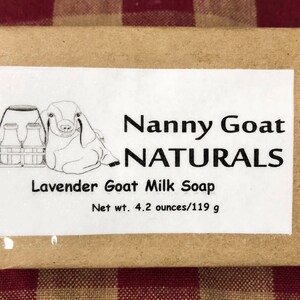 Nanny Goat
NATURALS
Lavender Goat Milk Soap
Net wt. 4.2 ounces/119 g